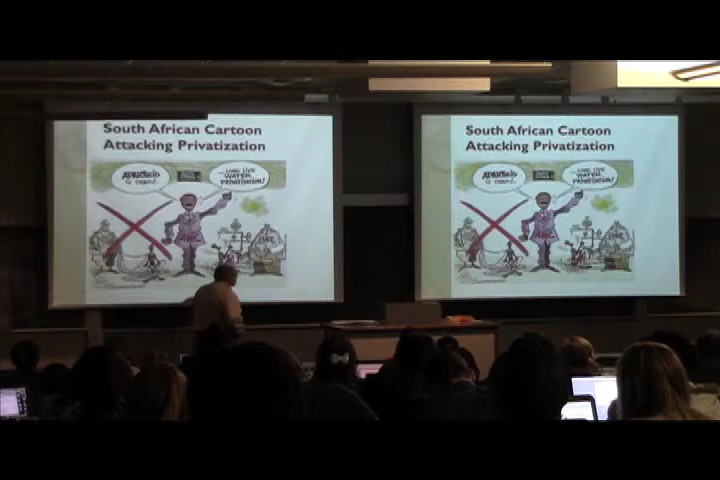 South African Cartoon
Attacking Privatization
APARTHEID
IS DEAD!..
...LONG LIVE
WATER
PRIVATIZATION!
South African Cartoon
Attacking Privatization
APARTHEID
IS DEAD!..
...LONG LIVE
WATER
PRIVATIZATION!